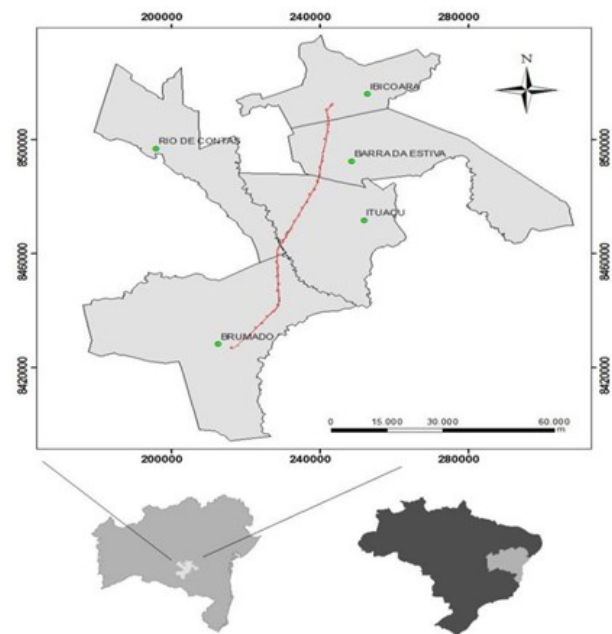 200000 240000 280000
N
IBICOARA
8500000 8500000
RIO DE CONTAS
BARRA DA ESTIVA
ITUAÇU
8460000 8460000
BRUMADO
8420000 8420000
0 15.000 30.000 60.000
m
200000 240000 280000